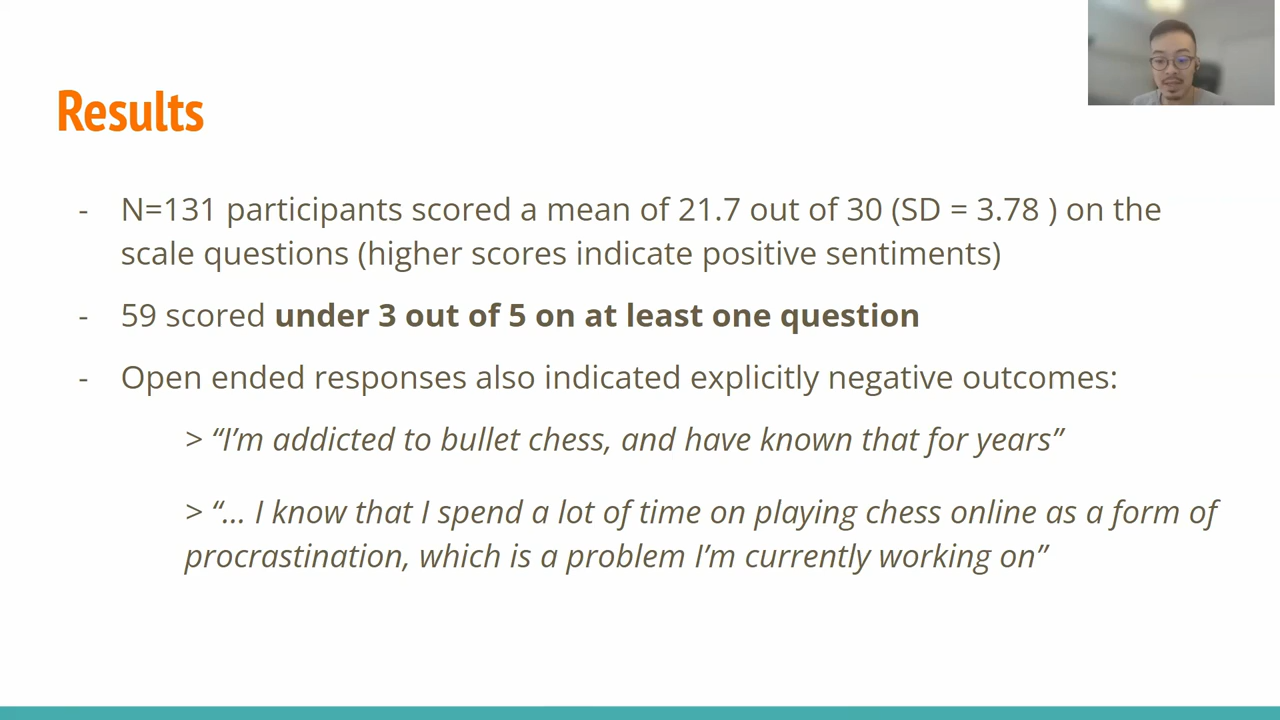 Results
- N=131 participants scored a mean of 21.7 out of 30 (SD = 3.78 ) on the
scale questions (higher scores indicate positive sentiments)
- 59 scored under 3 out of 5 on at least one question
- Open ended responses also indicated explicitly negative outcomes:
> “I’m addicted to bullet chess, and have known that for years”
> “… I know that I spend a lot of time on playing chess online as a form of
procrastination, which is a problem I’m currently working on”